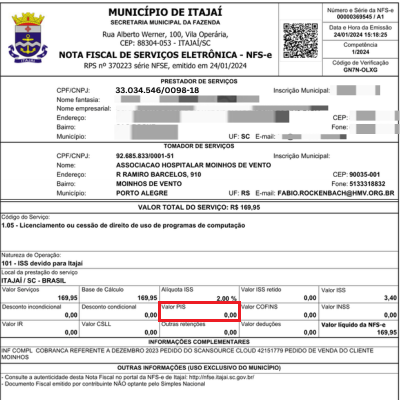 MUNICÍPIO DE ITAJAÍ
SECRETARIA MUNICIPAL DA FAZENDA
Rua Alberto Werner, 100, Vila Operária,
CEP: 88304-053 - ITAJAÍ/SC
NOTA FISCAL DE SERVIÇOS ELETRÔNICA - NFS-e
RPS nº 370223 série NFSE, emitido em 24/01/2024
Número e Série da NFS-e
00000369545 / A1
Data e Hora da Emissão
24/01/2024 15:18:25
Competência
1/2024
Código de Verificação
GN7N-OLXG
PRESTADOR DE SERVIÇOS
CPF/CNPJ: 33.034.546/0098-18 Inscrição Municipal:
Nome fantasia:
Nome empresarial:
Endereço: CEP:
Bairro: Fone:
Município: UF: SC E-mail:
TOMADOR DE SERVIÇOS
CPF/CNPJ: 92.685.833/0001-51 Inscrição Municipal:
Nome: ASSOCIACAO HOSPITALAR MOINHOS DE VENTO
Endereço: R RAMIRO BARCELOS, 910 CEP: 90035-001
Bairro: MOINHOS DE VENTO Fone: 5133318832
Município: PORTO ALEGRE UF: RS E-mail: FABIO.ROCKENBACH@HMV.ORG.BR
VALOR TOTAL DO SERVIÇO: R$ 169,95
Código do Serviço:
1.05 - Licenciamento ou cessão de direito de uso de programas de computação
Natureza de Operação:
101 - ISS devido para Itajaí
Local da prestação do serviço
ITAJAÍ / SC - BRASIL
Valor Serviços Base de Cálculo Alíquota ISS Valor ISS retido Valor ISS
169,95 169,95 2,00 % 0,00 3,40
Desconto incondicional Desconto condicional Valor PIS Valor COFINS Valor INSS
0,00 0,00 0,00 0,00 0,00
Valor IR Valor CSLL Outras retenções Valor deduções Valor líquido da NFS-e
0,00 0,00 0,00 0,00 169,95
INFORMAÇÕES COMPLEMENTARES
INF COMPL COBRANCA REFERENTE A DEZEMBRO 2023 PEDIDO DO SCANSOURCE CLOUD 42151779 PEDIDO DE VENDA DO CLIENTE
MOINHOS
OUTRAS INFORMAÇÕES (USO EXCLUSIVO DO MUNICÍPIO)
- Consulte a autenticidade desta Nota Fiscal no portal da NFS-e de Itajaí: http://nfse.itajai.sc.gov.br/
- Documento Fiscal emitido por contribuinte NÃO optante pelo Simples Nacional